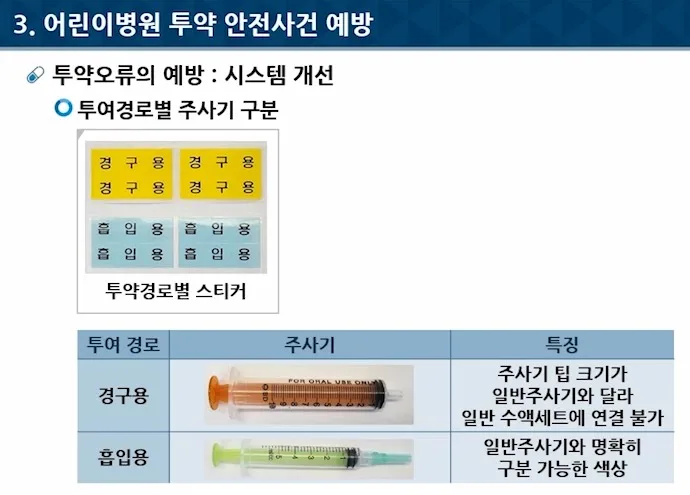 3. 어린이병원 투약 안전사건 예방
투약오류의 예방 : 시스템 개선
투여경로별 주사기 구분
경 구 용 경 구 용
경 구 용 경 구 용
흡 입 용 흡 입 용
흡 입 용 흡 입 용
투약경로별 스티커
투여 경로 주사기 특징
경구용
FOR ORAL USE ONLY
주사기 팁 크기가
일반주사기와 달라
일반 수액세트에 연결 불가
흡입용
일반주사기와 명확히
구분 가능한 색상